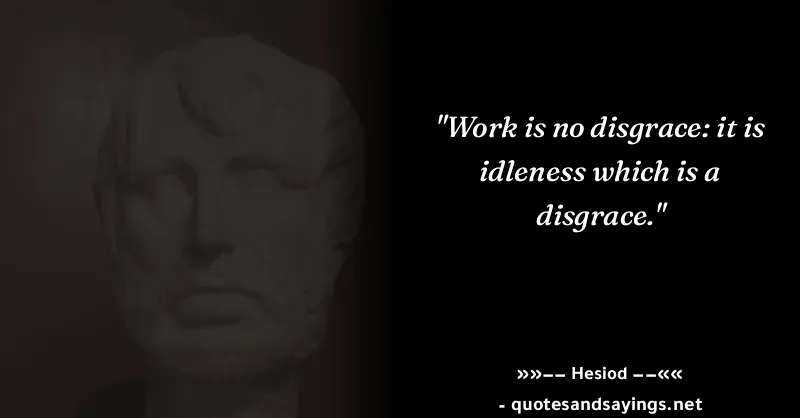 "Work is no disgrace: it is
idleness which is a
disgrace."
»»–– Hesiod ––««
- quotesandsayings.net